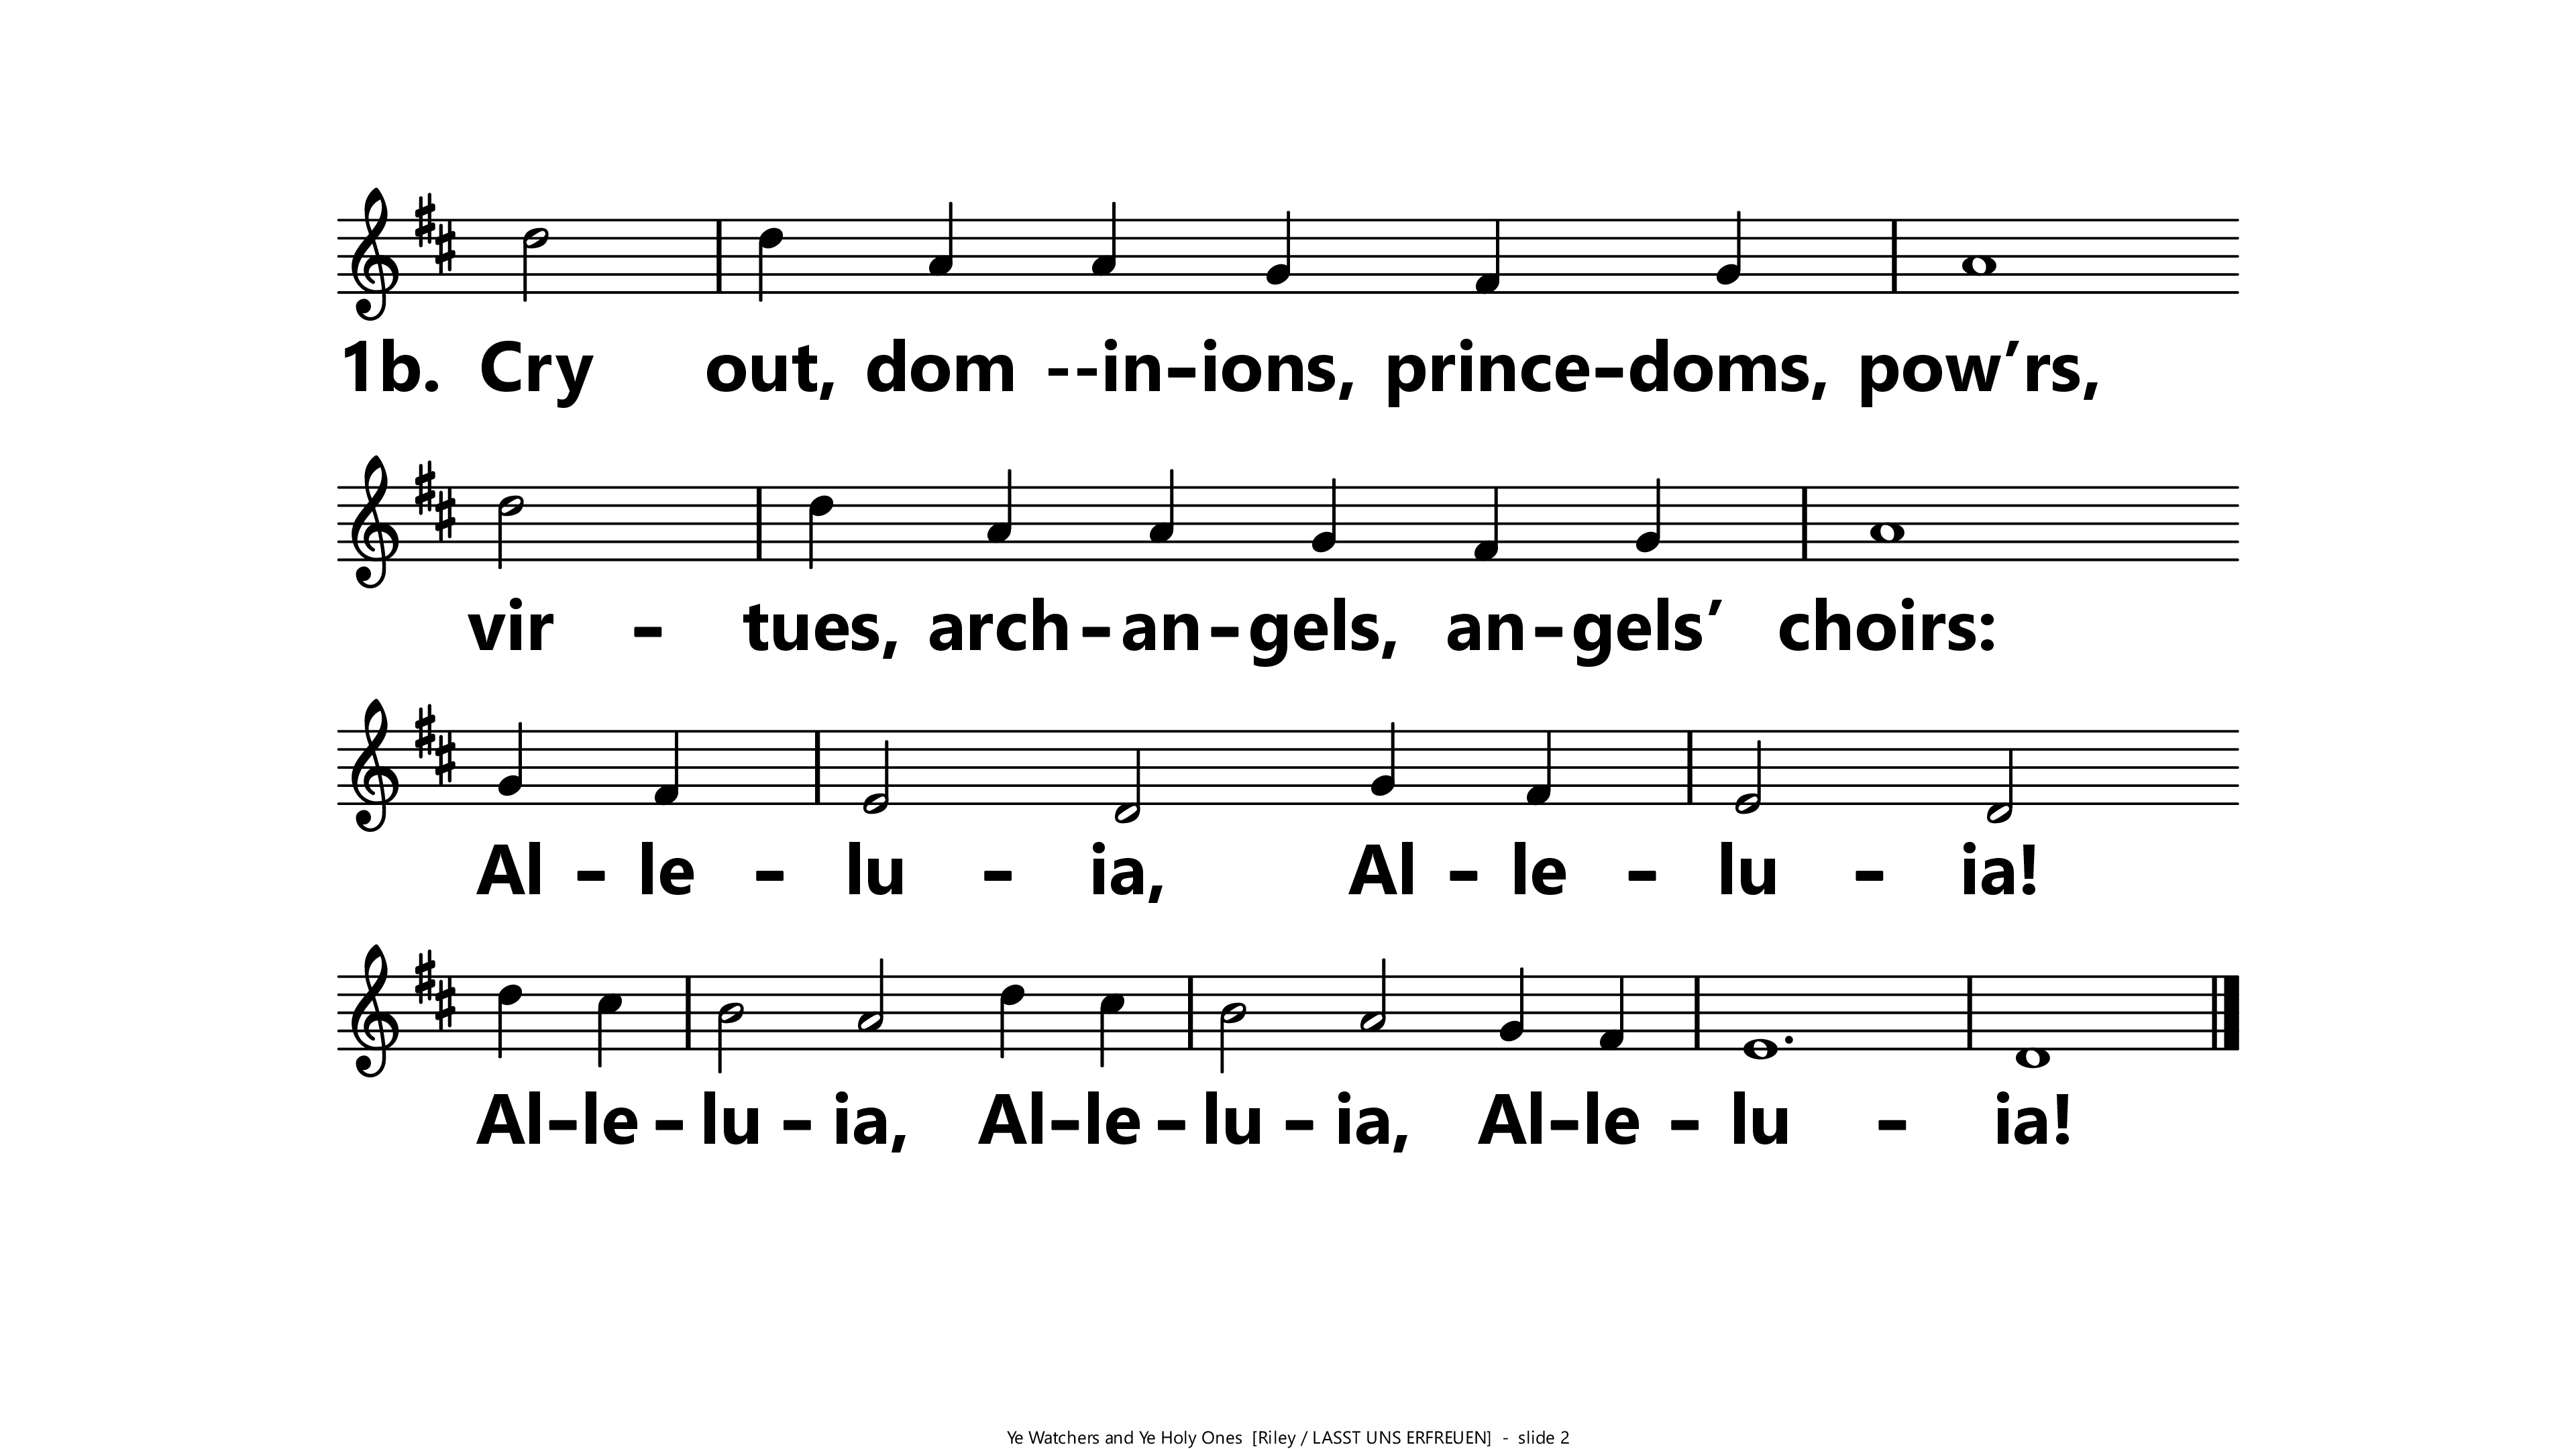 1b. Cry out, dom --in-ions, prince-doms, pow’rs,
vir - tues, arch-an-gels, an-gels’ choirs:
Al - le - lu - ia, Al - le - lu - ia!
Al-le - lu - ia, Al-le - lu - ia, Al-le - lu - ia!
Ye Watchers and Ye Holy Ones [Riley / LASST UNS ERFREUEN] - slide 2